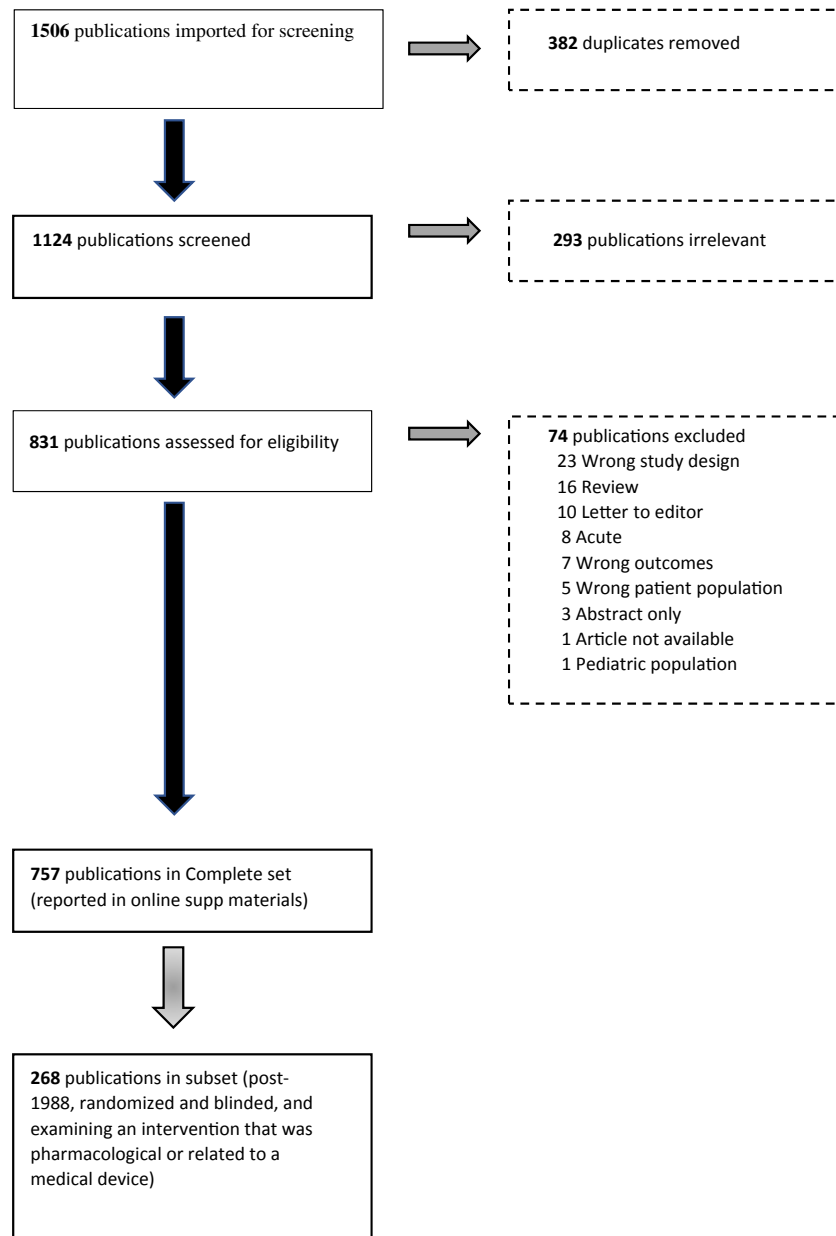 1506 publications imported for screening
382 duplicates removed
1124 publications screened
293 publications irrelevant
831 publications assessed for eligibility
74 publications excluded
23 Wrong study design
16 Review
10 Letter to editor
8 Acute
7 Wrong outcomes
5 Wrong patient population
3 Abstract only
1 Article not available
1 Pediatric population
757 publications in Complete set
(reported in online supp materials)
268 publications in subset (post-
1988, randomized and blinded, and
examining an intervention that was
pharmacological or related to a
medical device)